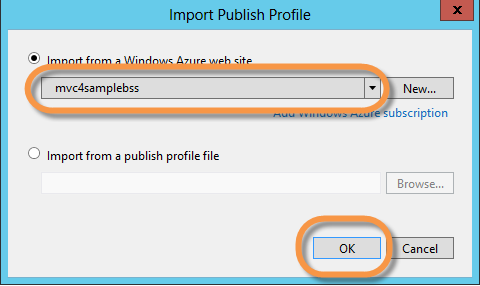 Import Publish Profile
x
Import from a Windows Azure web site
mvc4samplebss
New...
Add Windows Azure subscription
Import from a publish profile file
Browse...
OK
Cancel